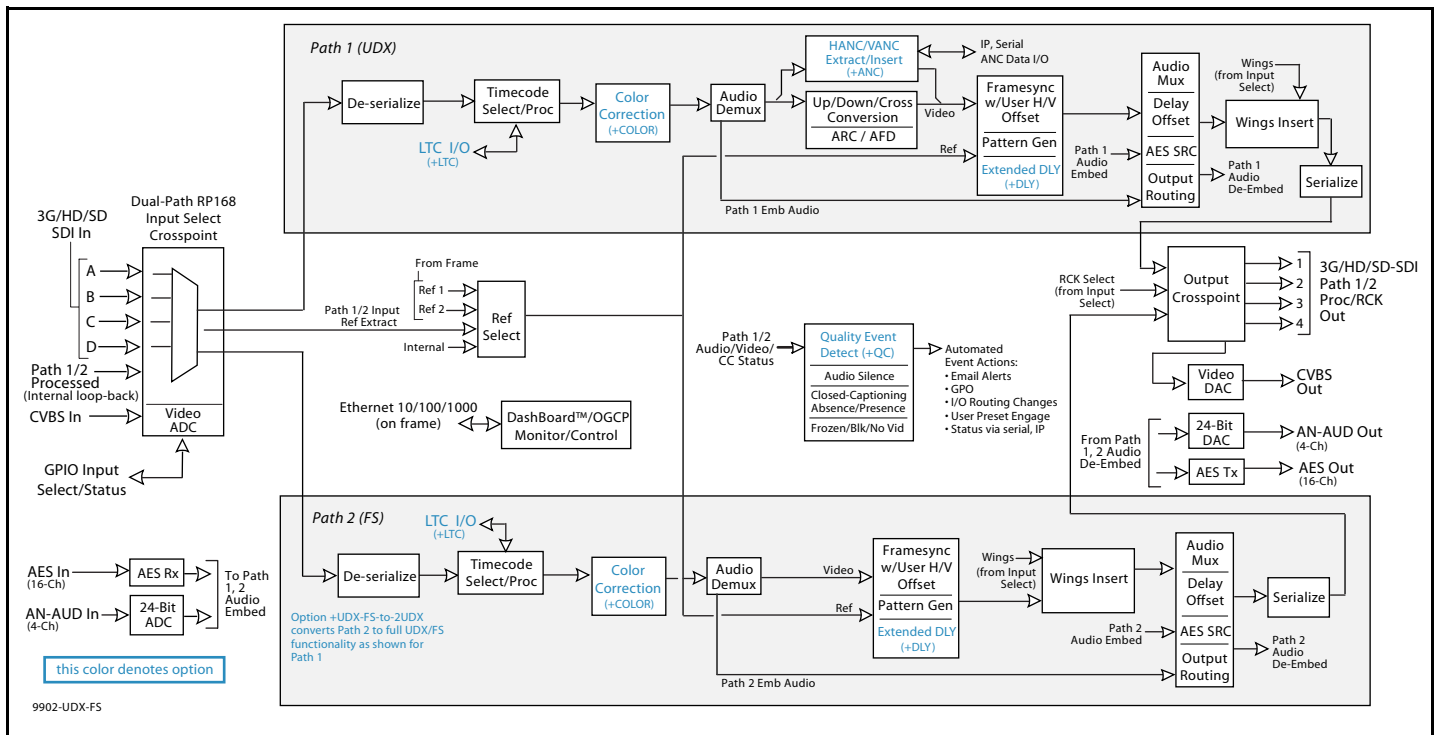 Path 1 (UDX)
De-serialize
Timecode
Select/Proc
LTC I/O
(+LTC)
Color
Correction
(+COLOR)
Audio
Demux
HANC/VANC
Extract/Insert
(+ANC)
IP, Serial
ANC Data I/O
Up/Down/Cross
Conversion
ARC / AFD
Video
Ref
Framesync
w/User H/V
Offset
Pattern Gen
Extended DLY
(+DLY)
Path 1
Audio
Embed
Audio
Mux
Delay
Offset
AES SRC
Output
Routing
Wings
(from Input
Select)
Wings Insert
Path 1
Audio
De-Embed
Serialize
Path 1 Emb Audio
3G/HD/SD
SDI In
Dual-Path RP168
Input Select
Crosspoint
A
B
C
D
Path 1/2
Processed
(Internal loop-back)
CVBS In
Video
ADC
GPIO Input
Select/Status
From Frame
Ref 1
Ref 2
Path 1/2 Input
Ref Extract
Internal
Ref
Select
Ethernet 10/100/1000
(on frame)
DashBoard™/OGCP
Monitor/Control
Path 1/2
Audio/Video/
CC Status
Quality Event
Detect (+QC)
Audio Silence
Closed-Captioning
Absence/Presence
Frozen/Blk/No Vid
Automated
Event Actions:
• Email Alerts
• GPO
• I/O Routing Changes
• User Preset Engage
• Status via serial, IP
RCK Select
(from Input
Select)
Output
Crosspoint
1
2
3
4
3G/HD/SD-SDI
Path 1/2
Proc/RCK
Out
Video
DAC
CVBS
Out
From Path
1, 2 Audio
De-Embed
24-Bit
DAC
AN-AUD Out
(4-Ch)
AES Tx
AES Out
(16-Ch)
Path 2 (FS)
LTC I/O
(+LTC)
De-serialize
Timecode
Select/Proc
Color
Correction
(+COLOR)
Audio
Demux
Video
Ref
Framesync
w/User H/V
Offset
Pattern Gen
Extended DLY
(+DLY)
Wings
(from Input
Select)
Wings Insert
Path 2
Audio Embed
Audio
Mux
Delay
Offset
AES SRC
Output
Routing
Serialize
Path 2
Audio
De-Embed
Path 2 Emb Audio
Option +UDX-FS-to-2UDX
converts Path 2 to full UDX/FS
functionality as shown for
Path 1
AES In
(16-Ch)
AES Rx
AN-AUD In
(4-Ch)
24-Bit
ADC
To Path
1, 2
Audio
Embed
this color denotes option
9902-UDX-FS